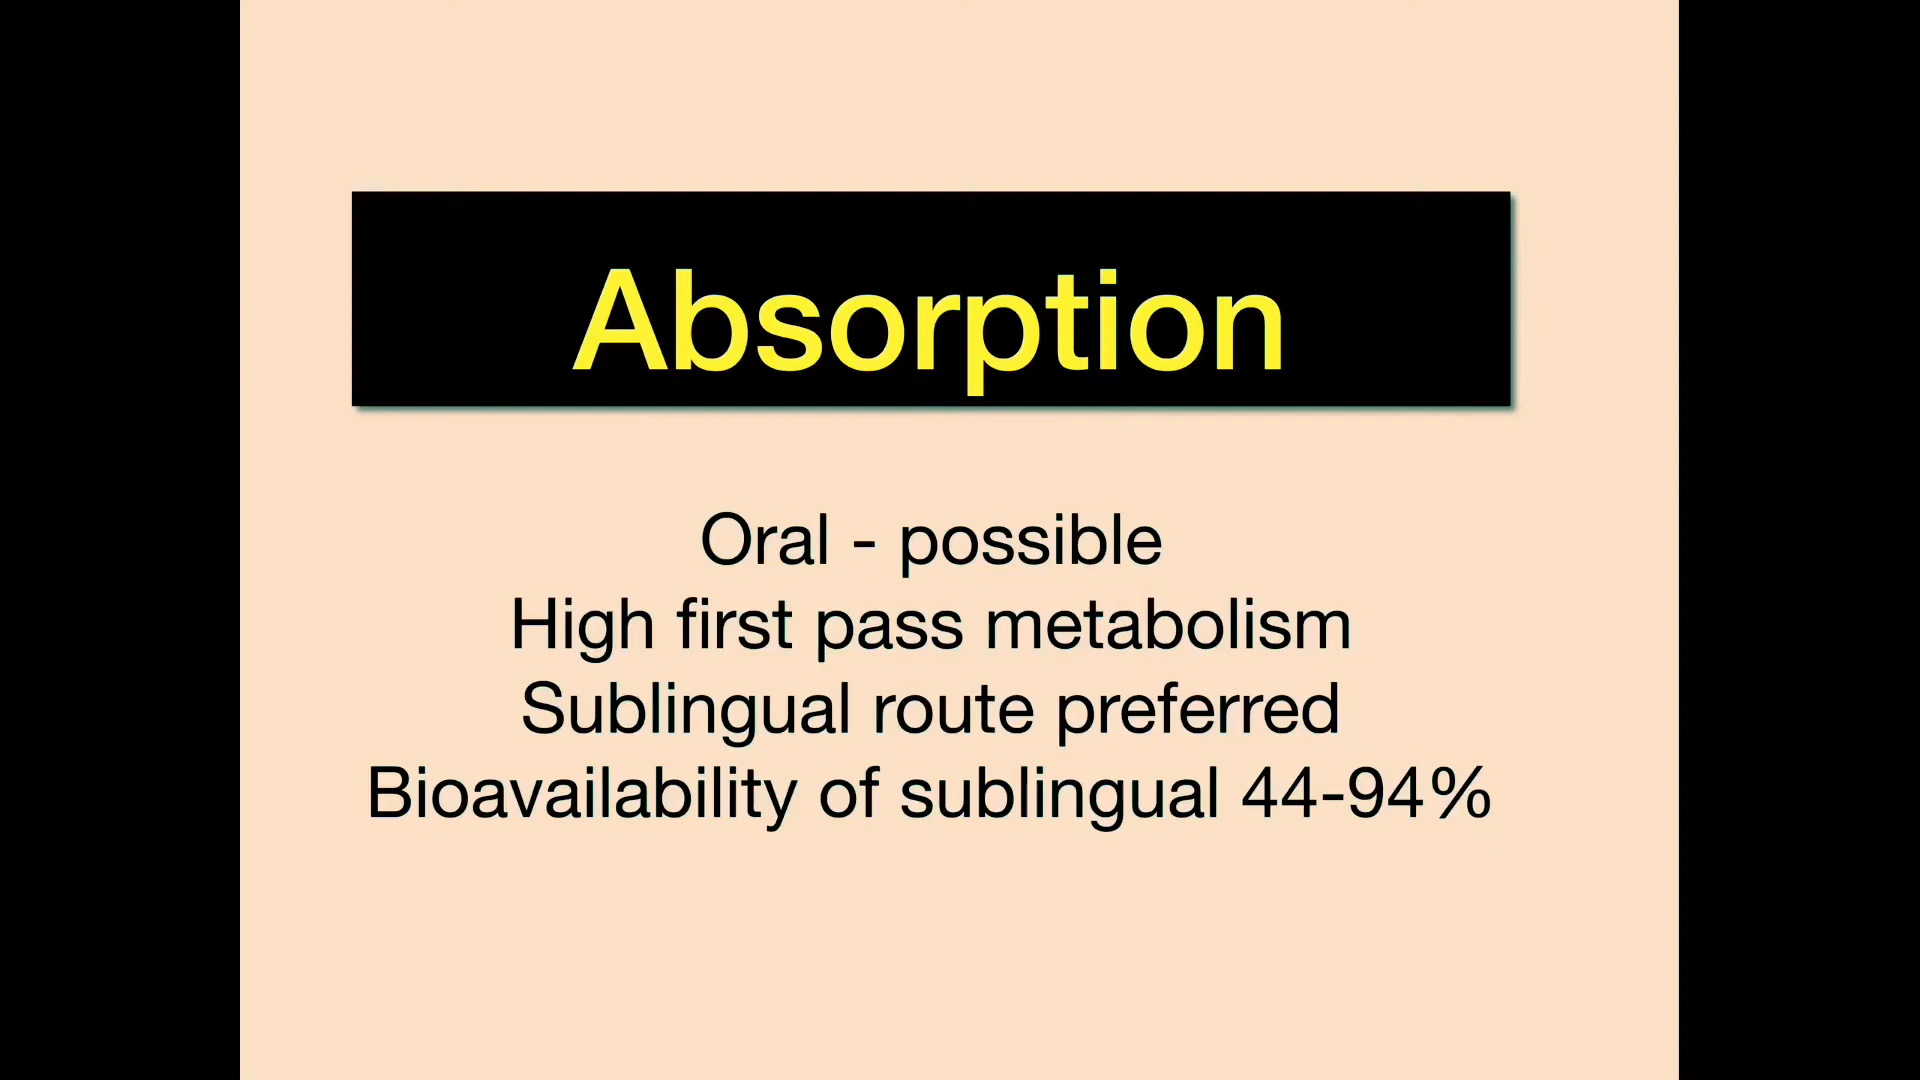 Absorption
Oral - possible
High first pass metabolism
Sublingual route preferred
Bioavailability of sublingual 44-94%